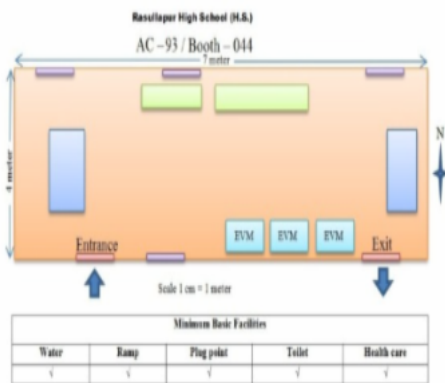 Rasullapur High School (H.S.)
AC – 93 / Booth – 044
7 meter
4 meter
N
EVM EVM EVM
Entrance
Exit
Scale 1 cm = 1 meter
Minimum Basic Facilities
Water Ramp Plug point Toilet Health care
√ √ √ √ √